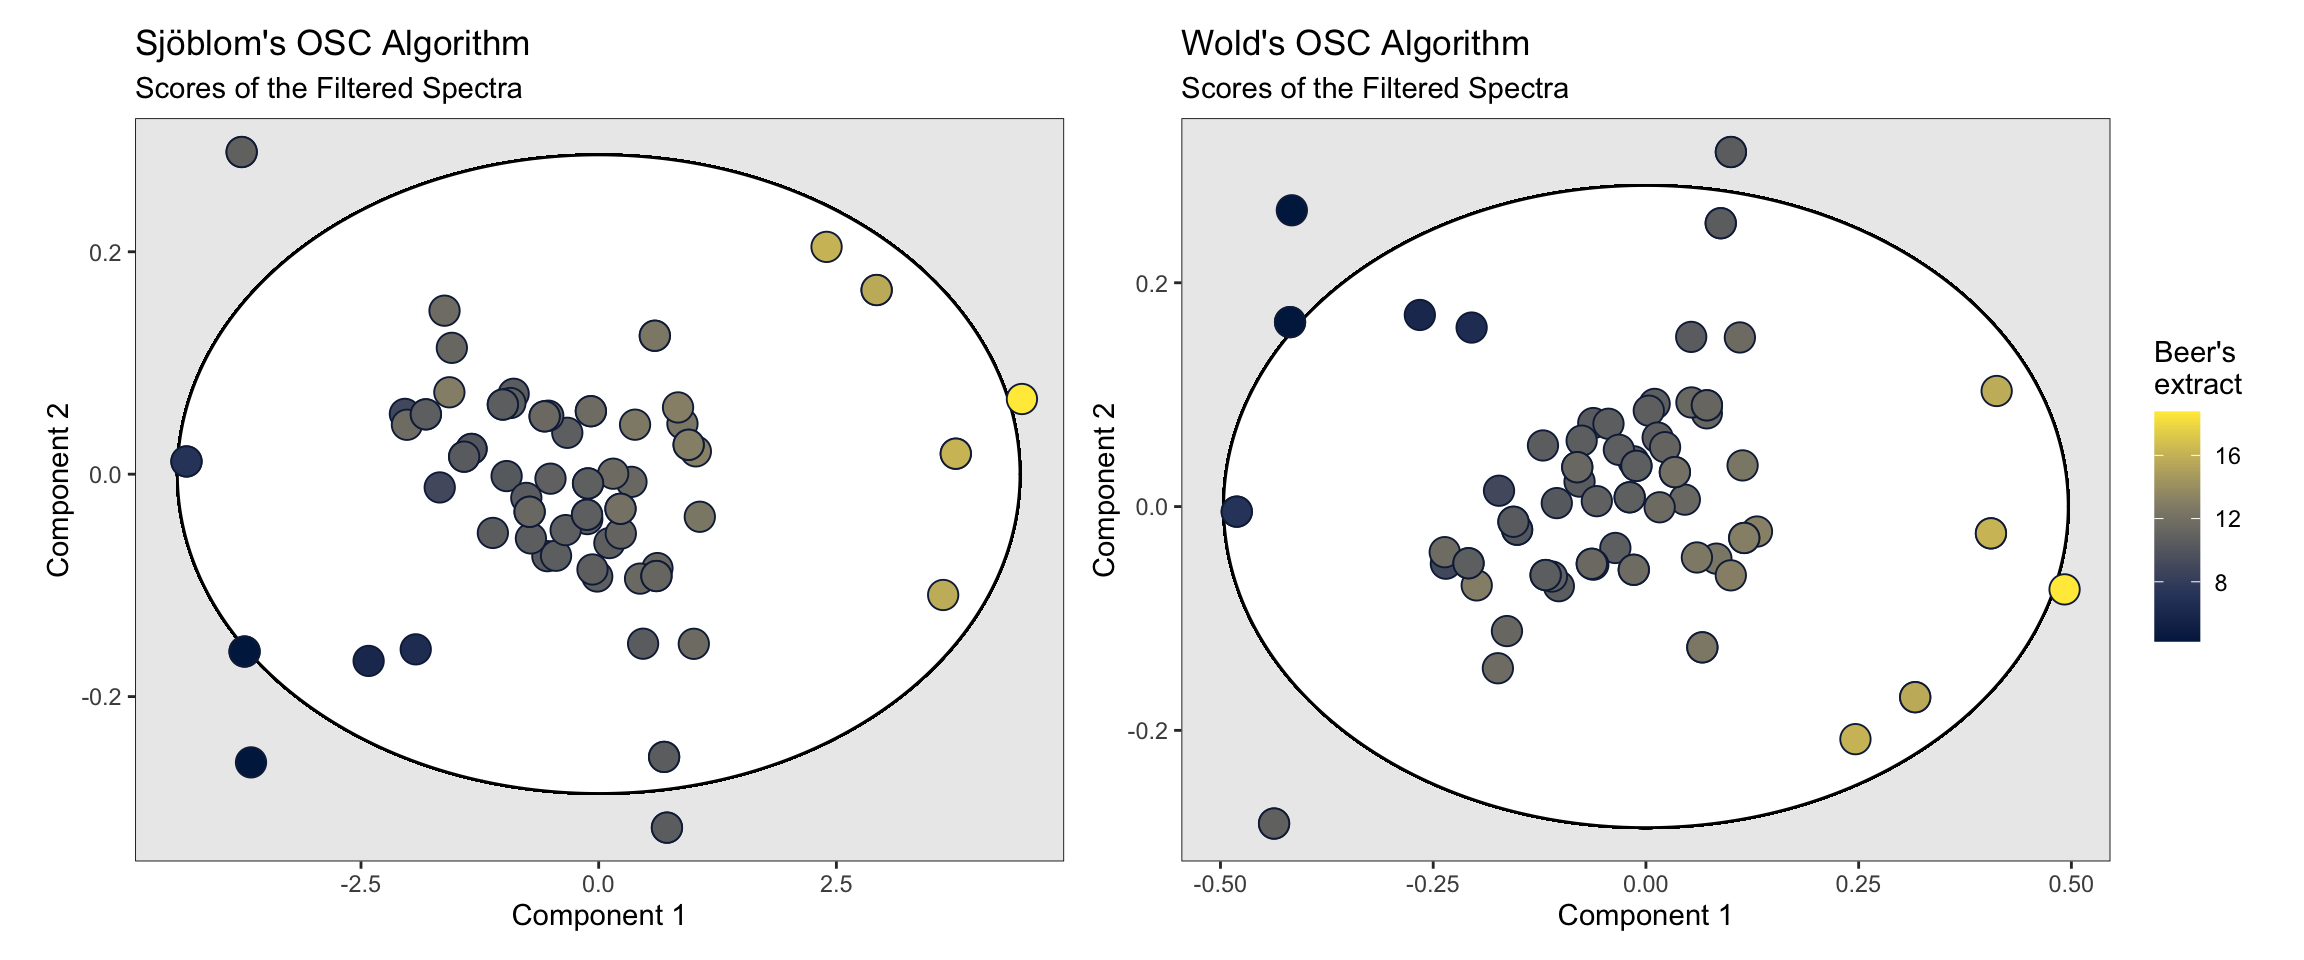 Sjöblom's OSC Algorithm
Scores of the Filtered Spectra
Component 2
0.2
0.0
-0.2
-2.5 0.0 2.5
Component 1
Wold's OSC Algorithm
Scores of the Filtered Spectra
Component 2
0.2
0.0
-0.2
-0.50 -0.25 0.00 0.25 0.50
Component 1
Beer's
extract
16
12
8